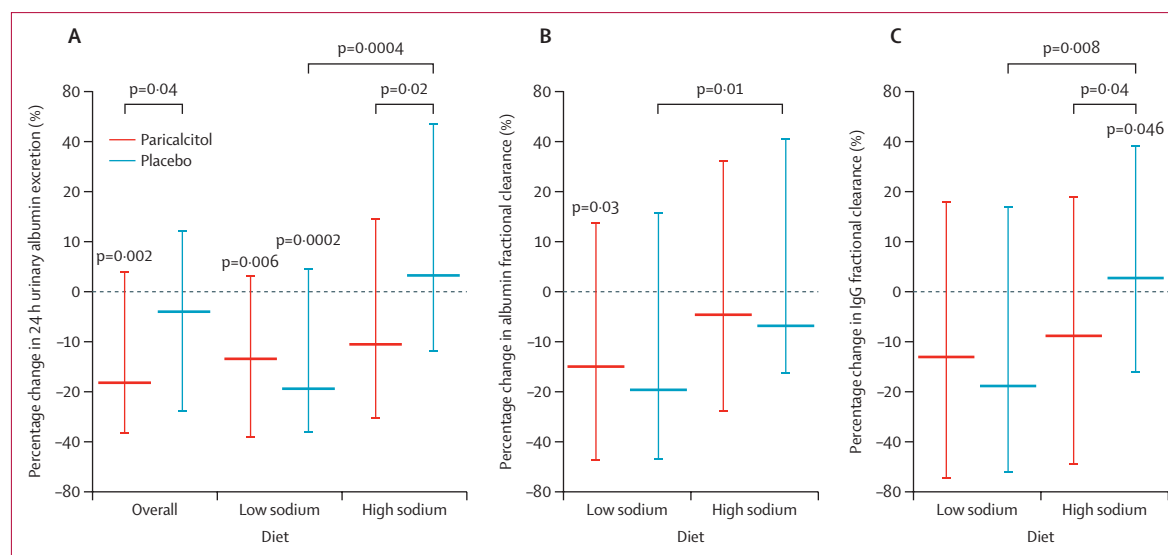 A
p=0·0004
p=0·04
p=0·02
Percentage change in 24 h urinary albumin excretion (%)
80
40
20
10
0
–10
–20
–40
–80
Paricalcitol
Placebo
p=0·002
p=0·006
p=0·0002
Overall
Low sodium
High sodium
Diet
B
p=0·01
Percentage change in albumin fractional clearance (%)
80
40
20
10
0
–10
–20
–40
–80
p=0·03
Low sodium
High sodium
Diet
C
p=0·008
p=0·04
p=0·046
Percentage change in IgG fractional clearance (%)
80
40
20
10
0
–10
–20
–40
–80
Low sodium
High sodium
Diet